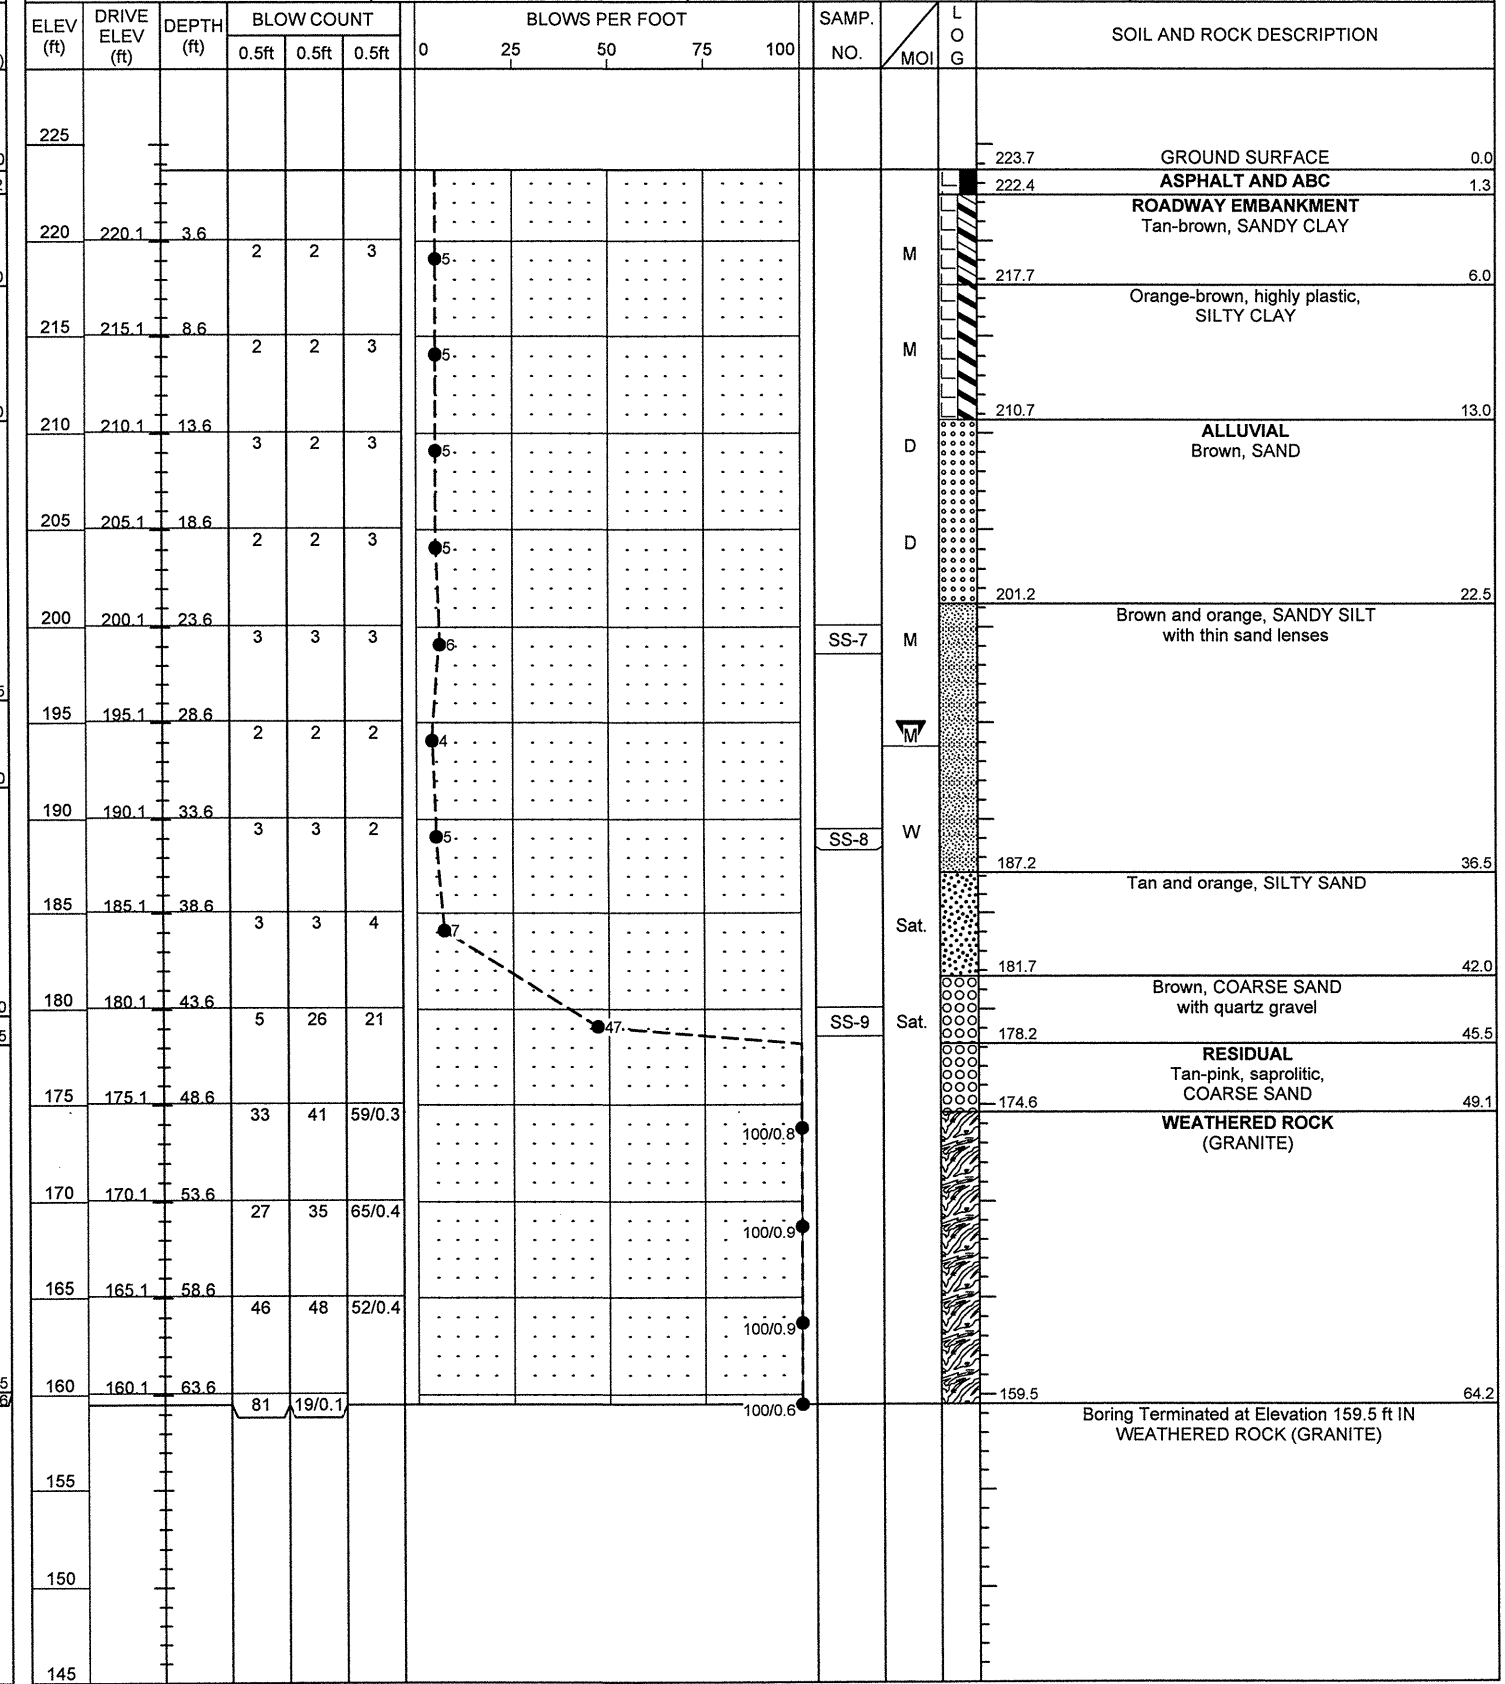 ELEV (ft) DRIVE ELEV (ft) DEPTH (ft) BLOW COUNT BLOWS PER FOOT SAMP. NO. MOI L O G SOIL AND ROCK DESCRIPTION
0.5ft 0.5ft 0.5ft 0 25 50 75 100
225
223.7 GROUND SURFACE 0.0
222.4 ASPHALT AND ABC 1.3
ROADWAY EMBANKMENT
Tan-brown, SANDY CLAY
220 220.1 3.6
2 2 3 5 M
217.7 6.0
Orange-brown, highly plastic,
SILTY CLAY
215 215.1 8.6
2 2 3 5 M
210.7 13.0
210 210.1 13.6 ALLUVIAL
3 2 3 5 D Brown, SAND
205 205.1 18.6
2 2 3 5 D
201.2 22.5
Brown and orange, SANDY SILT
with thin sand lenses
200 200.1 23.6
3 3 3 6 SS-7 M
195 195.1 28.6
2 2 2 4 M
190 190.1 33.6
3 3 2 5 SS-8 W
187.2 36.5
Tan and orange, SILTY SAND
185 185.1 38.6
3 3 4 7 Sat.
181.7 42.0
Brown, COARSE SAND
with quartz gravel
180 180.1 43.6
5 26 21 47 SS-9 Sat.
178.2 45.5
RESIDUAL
Tan-pink, saprolitic,
COARSE SAND
175 175.1 48.6
174.6 49.1
33 41 59/0.3 100/0.8 WEATHERED ROCK
(GRANITE)
170 170.1 53.6
27 35 65/0.4 100/0.9
165 165.1 58.6
46 48 52/0.4 100/0.9
160 160.1 63.6
159.5 64.2
81 19/0.1 100/0.6
Boring Terminated at Elevation 159.5 ft IN
WEATHERED ROCK (GRANITE)
155
150
145